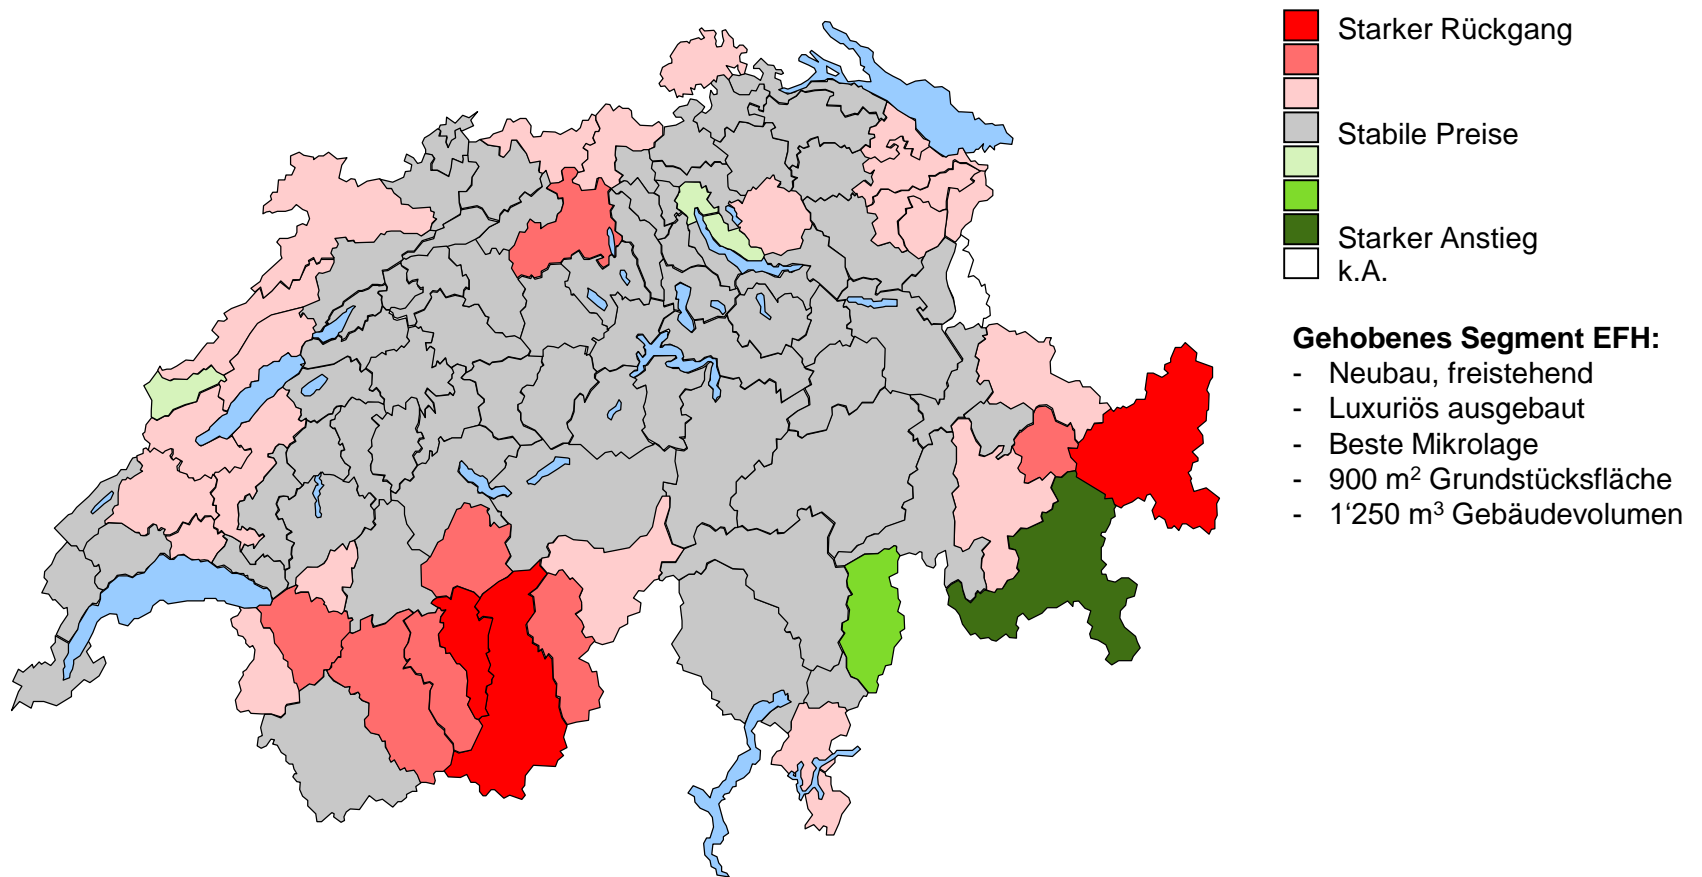 Starker Rückgang
Stabile Preise
Starker Anstieg
k.A.
Gehobenes Segment EFH:
- Neubau, freistehend
- Luxuriös ausgebaut
- Beste Mikrolage
- 900 m² Grundstücksfläche
- 1‘250 m³ Gebäudevolumen